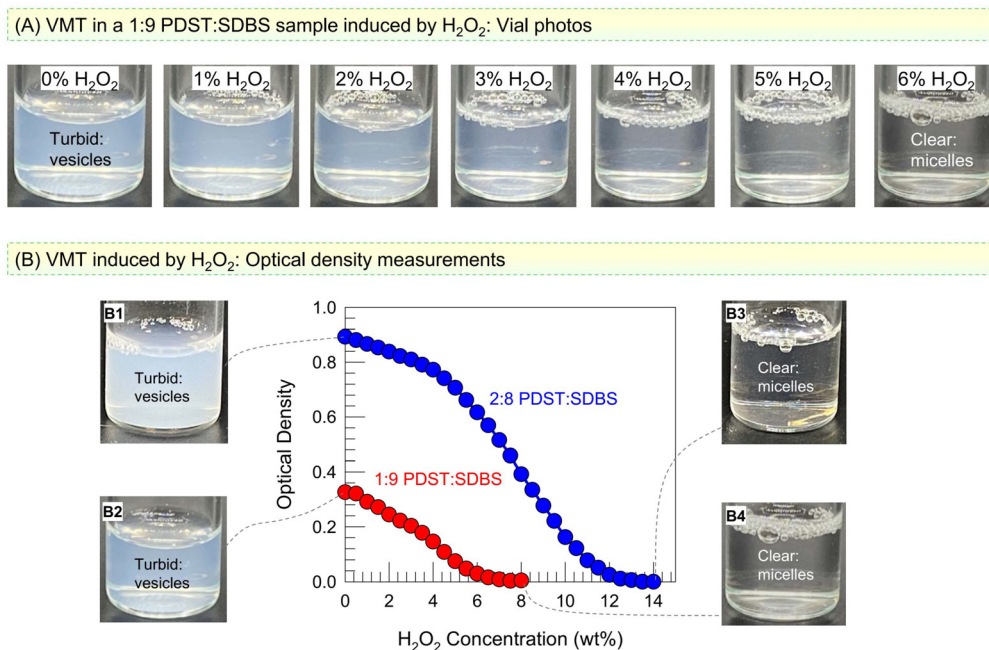 (A) VMT in a 1:9 PDST:SDBS sample induced by H₂O₂: Vial photos
0% H₂O₂
1% H₂O₂
2% H₂O₂
3% H₂O₂
4% H₂O₂
5% H₂O₂
6% H₂O₂
Turbid:
vesicles
Clear:
micelles
(B) VMT induced by H₂O₂: Optical density measurements
B1
Turbid:
vesicles
B2
Turbid:
vesicles
Optical Density
1.0
0.8
0.6
0.4
0.2
0.0
2:8 PDST:SDBS
1:9 PDST:SDBS
0 2 4 6 8 10 12 14
H₂O₂ Concentration (wt%)
B3
Clear:
micelles
B4
Clear:
micelles